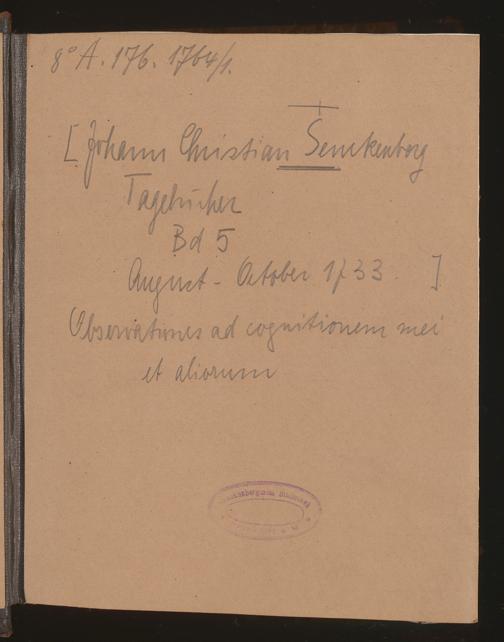 8° A. 176. 1764/1.
[Johann Christian Senckenberg
Tagebücher
Bd 5
August - October 1733. ]
Observationes ad cognitionem mei
et aliorum